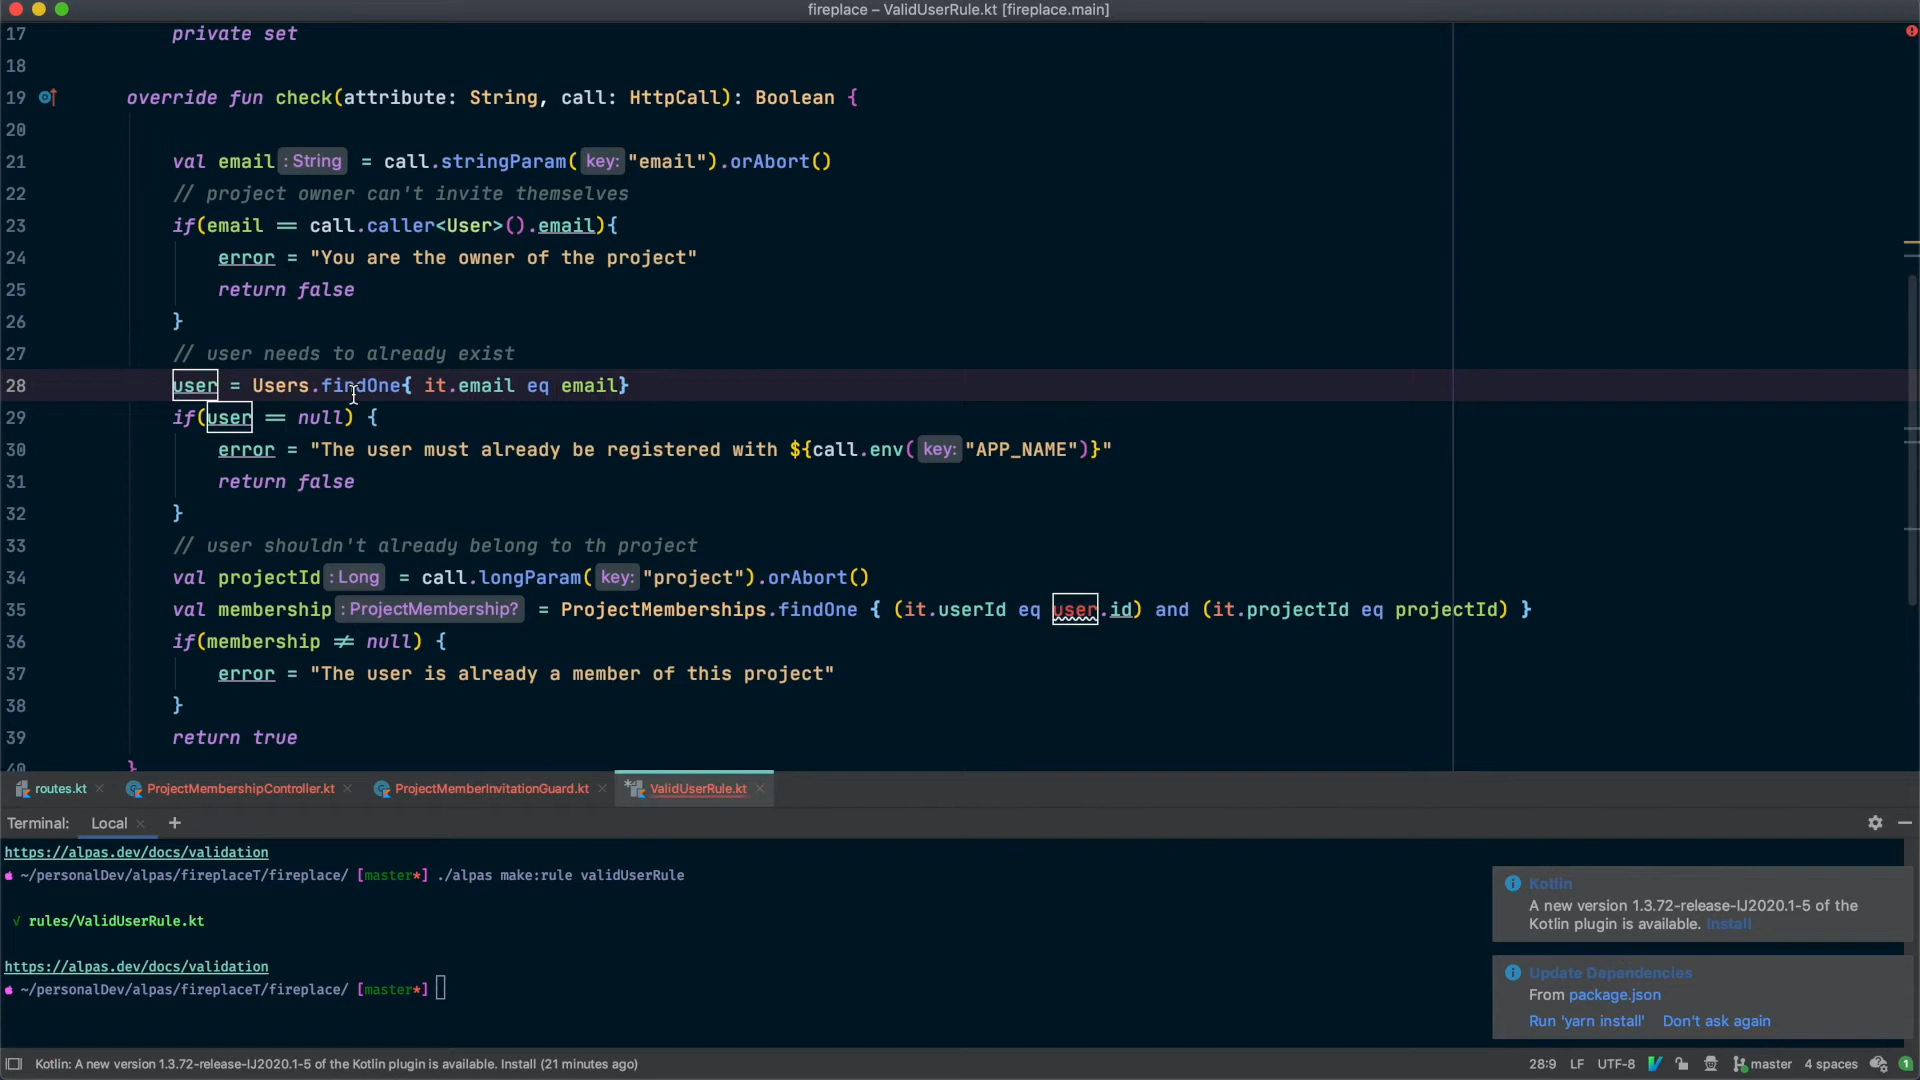 fireplace – ValidUserRule.kt [fireplace.main]
17 private set
18
19 override fun check(attribute: String, call: HttpCall): Boolean {
20
21 val email : String = call.stringParam( key: "email").orAbort()
22 // project owner can't invite themselves
23 if(email == call.caller<User>().email){
24 error = "You are the owner of the project"
25 return false
26 }
27 // user needs to already exist
28 user = Users.findOne{ it.email eq email}
29 if(user == null) {
30 error = "The user must already be registered with ${call.env( key: "APP_NAME")}"
31 return false
32 }
33 // user shouldn't already belong to th project
34 val projectId : Long = call.longParam( key: "project").orAbort()
35 val membership : ProjectMembership? = ProjectMemberships.findOne { (it.userId eq user.id) and (it.projectId eq projectId) }
36 if(membership ≠ null) {
37 error = "The user is already a member of this project"
38 }
39 return true
40 }
routes.kt ProjectMembershipController.kt ProjectMemberInvitationGuard.kt ValidUserRule.kt
Terminal: Local +
https://alpas.dev/docs/validation
~/personalDev/alpas/fireplaceT/fireplace/ [master*] ./alpas make:rule validUserRule
√ rules/ValidUserRule.kt
https://alpas.dev/docs/validation
~/personalDev/alpas/fireplaceT/fireplace/ [master*]
Kotlin
A new version 1.3.72-release-IJ2020.1-5 of the
Kotlin plugin is available. Install
Update Dependencies
From package.json
Run 'yarn install' Don't ask again
Kotlin: A new version 1.3.72-release-IJ2020.1-5 of the Kotlin plugin is available. Install (21 minutes ago) 28:9 LF UTF-8 master 4 spaces 1